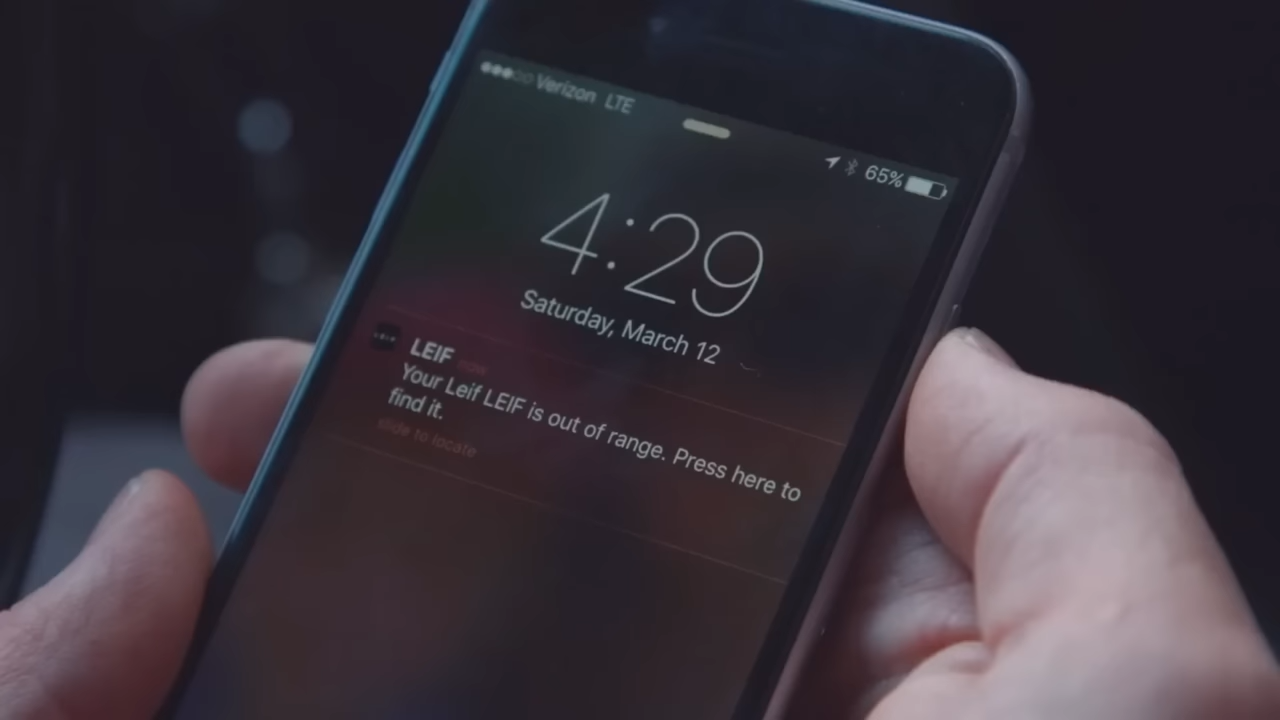 Verizon LTE
65%
4:29
Saturday, March 12
LEIF now
Your Leif LEIF is out of range. Press here to
find it.
slide to locate